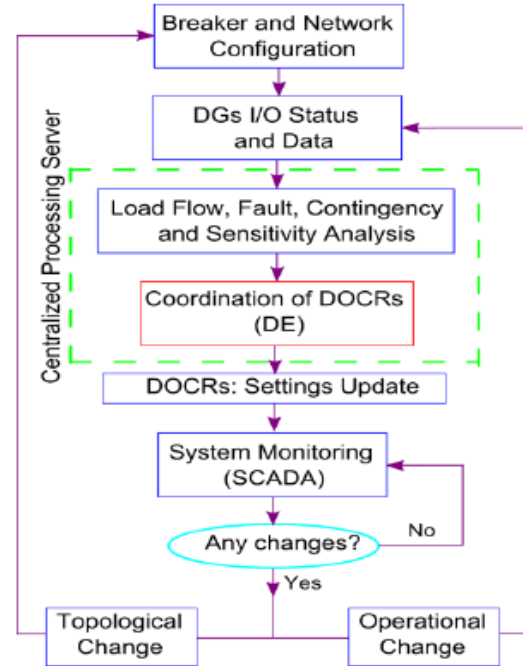 Breaker and Network
Configuration
DGs I/O Status
and Data
Centralized Processing Server
Load Flow, Fault, Contingency
and Sensitivity Analysis
Coordination of DOCRs
(DE)
DOCRs: Settings Update
System Monitoring
(SCADA)
Any changes?
No
Yes
Topological
Change
Operational
Change